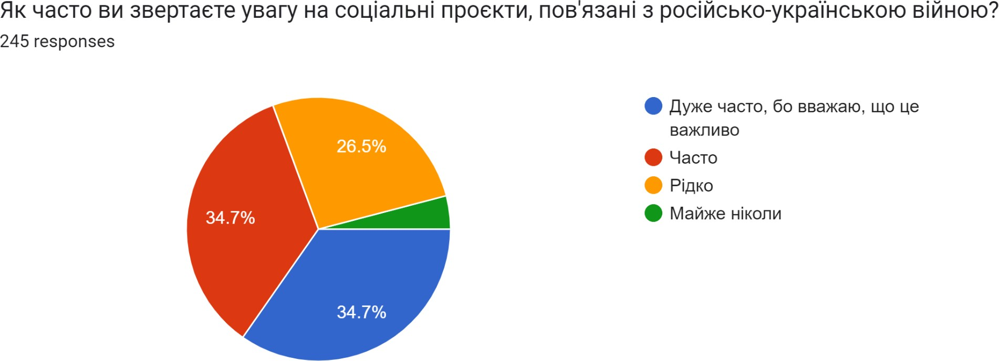 Як часто ви звертаєте увагу на соціальні проєкти, пов'язані з російсько-українською війною?
245 responses
26.5%
34.7%
34.7%
Дуже часто, бо вважаю, що це
важливо
Часто
Рідко
Майже ніколи